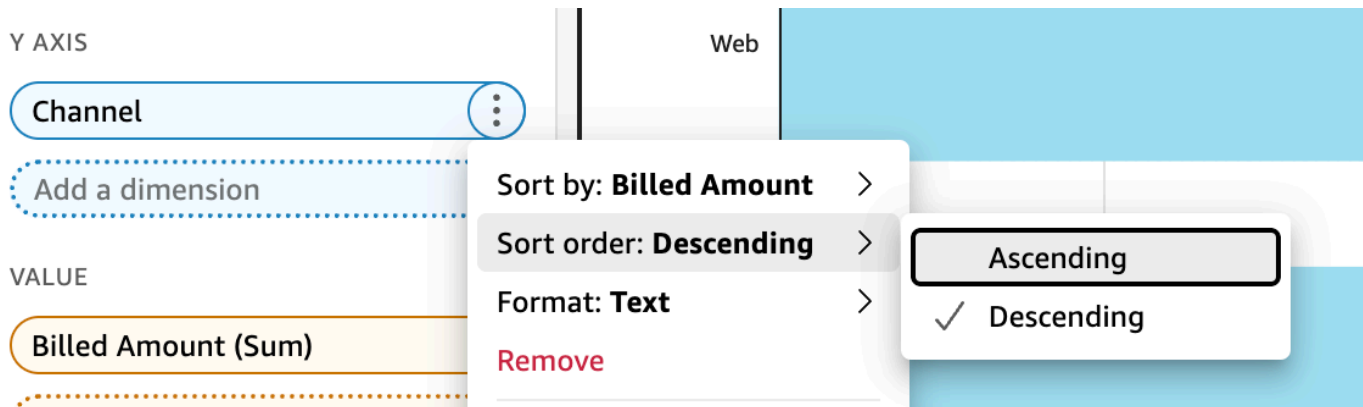 Y AXIS
Web
Channel
Add a dimension
Sort by: Billed Amount
Sort order: Descending
Ascending
VALUE
Format: Text
Descending
Billed Amount (Sum)
Remove